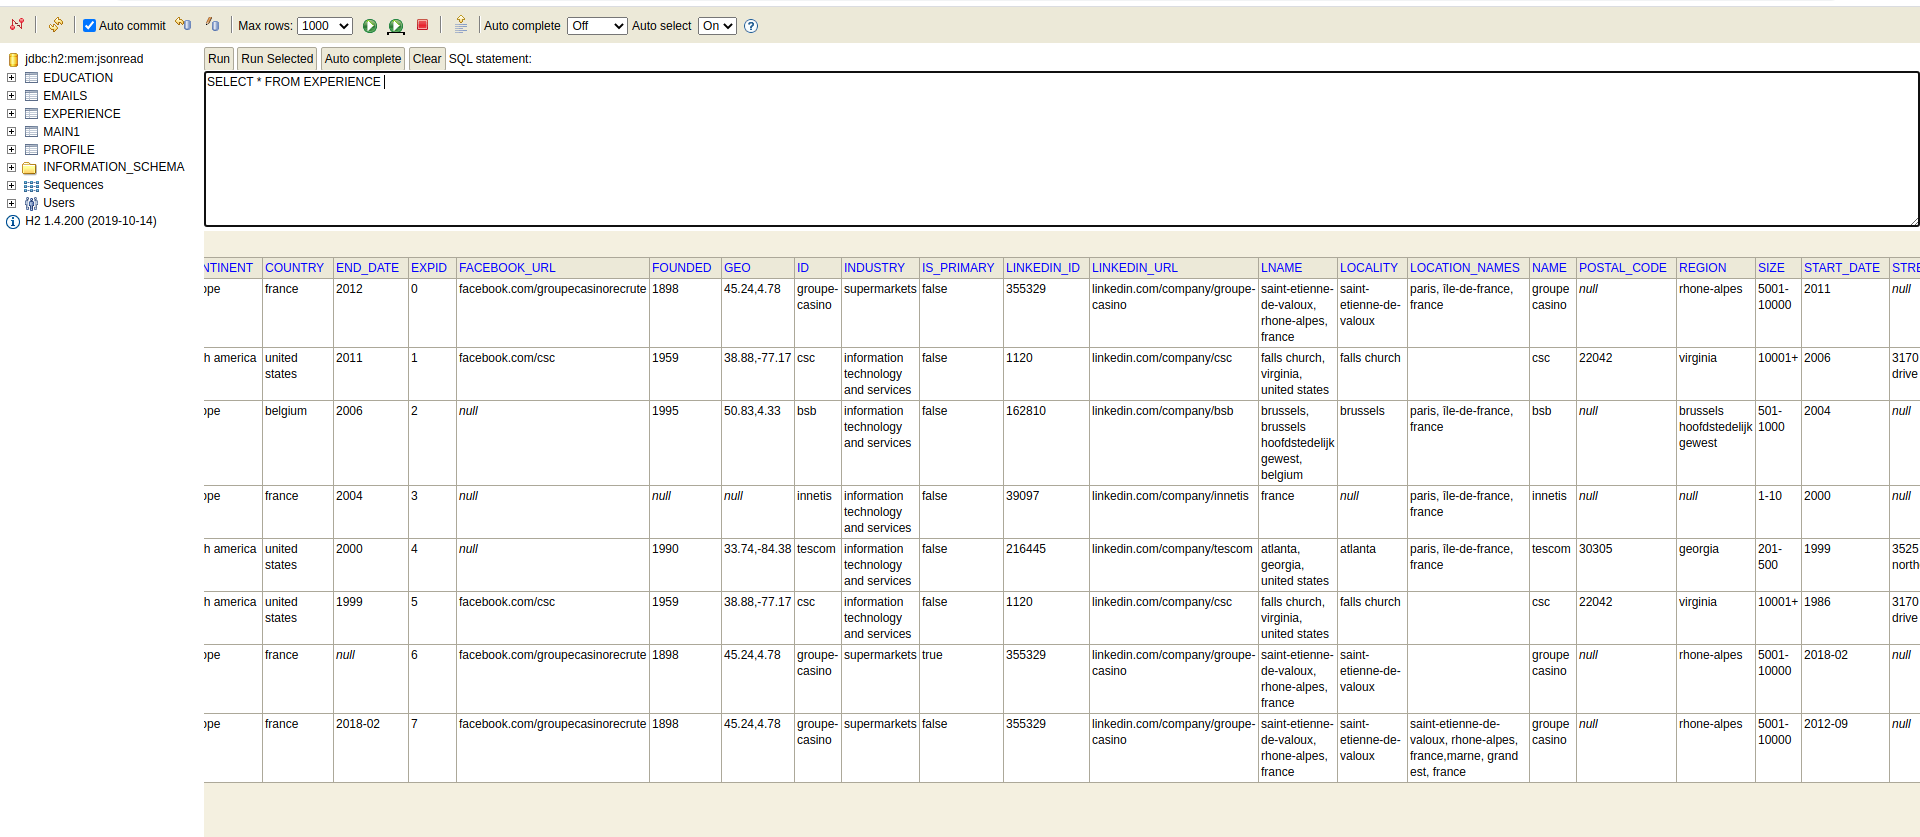 Auto commit Max rows: 1000 Auto complete Off Auto select On
jdbc:h2:mem:jsonread
EDUCATION
EMAILS
EXPERIENCE
MAIN1
PROFILE
INFORMATION_SCHEMA
Sequences
Users
H2 1.4.200 (2019-10-14)
Run Run Selected Auto complete Clear SQL statement:
SELECT * FROM EXPERIENCE
NTINENT COUNTRY END_DATE EXPID FACEBOOK_URL FOUNDED GEO ID INDUSTRY IS_PRIMARY LINKEDIN_ID LINKEDIN_URL LNAME LOCALITY LOCATION_NAMES NAME POSTAL_CODE REGION SIZE START_DATE STRE
ope france 2012 0 facebook.com/groupecasinorecrute 1898 45.24,4.78 groupe- supermarkets false 355329 linkedin.com/company/groupe- saint-etienne- saint- paris, île-de-france, groupe null rhone-alpes 5001- 2011 null
casino casino de-valoux, etienne-de- france casino 10000
rhone-alpes, valoux
france
h america united 2011 1 facebook.com/csc 1959 38.88,-77.17 csc information false 1120 linkedin.com/company/csc falls church, falls church csc 22042 virginia 10001+ 2006 3170
states technology virginia, drive
and services united states
ope belgium 2006 2 null 1995 50.83,4.33 bsb information false 162810 linkedin.com/company/bsb brussels, brussels paris, île-de-france, bsb null brussels 501- 2004 null
technology brussels france hoofdstedelijk 1000
and services hoofdstedelijk gewest
gewest,
belgium
ope france 2004 3 null null null innetis information false 39097 linkedin.com/company/innetis france null paris, île-de-france, innetis null null 1-10 2000 null
technology france
and services
h america united 2000 4 null 1990 33.74,-84.38 tescom information false 216445 linkedin.com/company/tescom atlanta, atlanta paris, île-de-france, tescom 30305 georgia 201- 1999 3525
states technology georgia, france 500 north
and services united states
h america united 1999 5 facebook.com/csc 1959 38.88,-77.17 csc information false 1120 linkedin.com/company/csc falls church, falls church csc 22042 virginia 10001+ 1986 3170
states technology virginia, drive
and services united states
ope france null 6 facebook.com/groupecasinorecrute 1898 45.24,4.78 groupe- supermarkets true 355329 linkedin.com/company/groupe- saint-etienne- saint- groupe null rhone-alpes 5001- 2018-02 null
casino casino de-valoux, etienne-de- casino 10000
rhone-alpes, valoux
france
ope france 2018-02 7 facebook.com/groupecasinorecrute 1898 45.24,4.78 groupe- supermarkets false 355329 linkedin.com/company/groupe- saint-etienne- saint- saint-etienne-de- groupe null rhone-alpes 5001- 2012-09 null
casino casino de-valoux, etienne-de- valoux, rhone-alpes, casino 10000
rhone-alpes, valoux france,marne, grand
france est, france